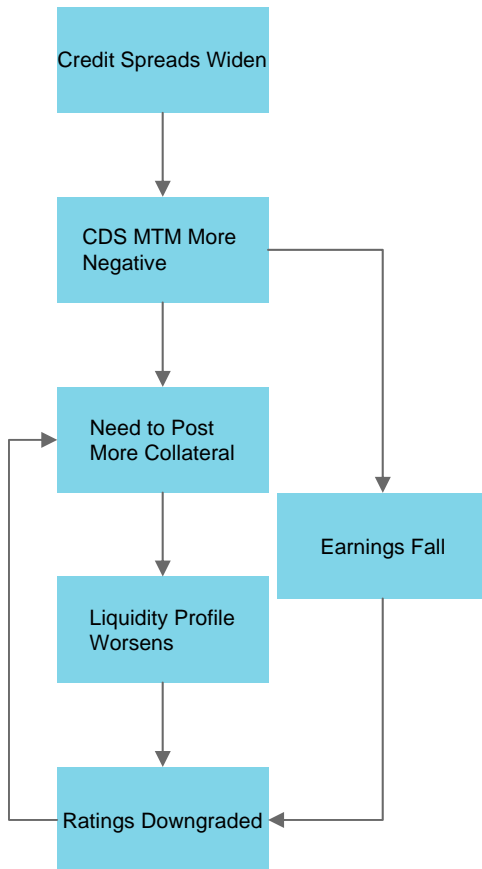 Credit Spreads Widen
CDS MTM More
Negative
Need to Post
More Collateral
Earnings Fall
Liquidity Profile
Worsens
Ratings Downgraded